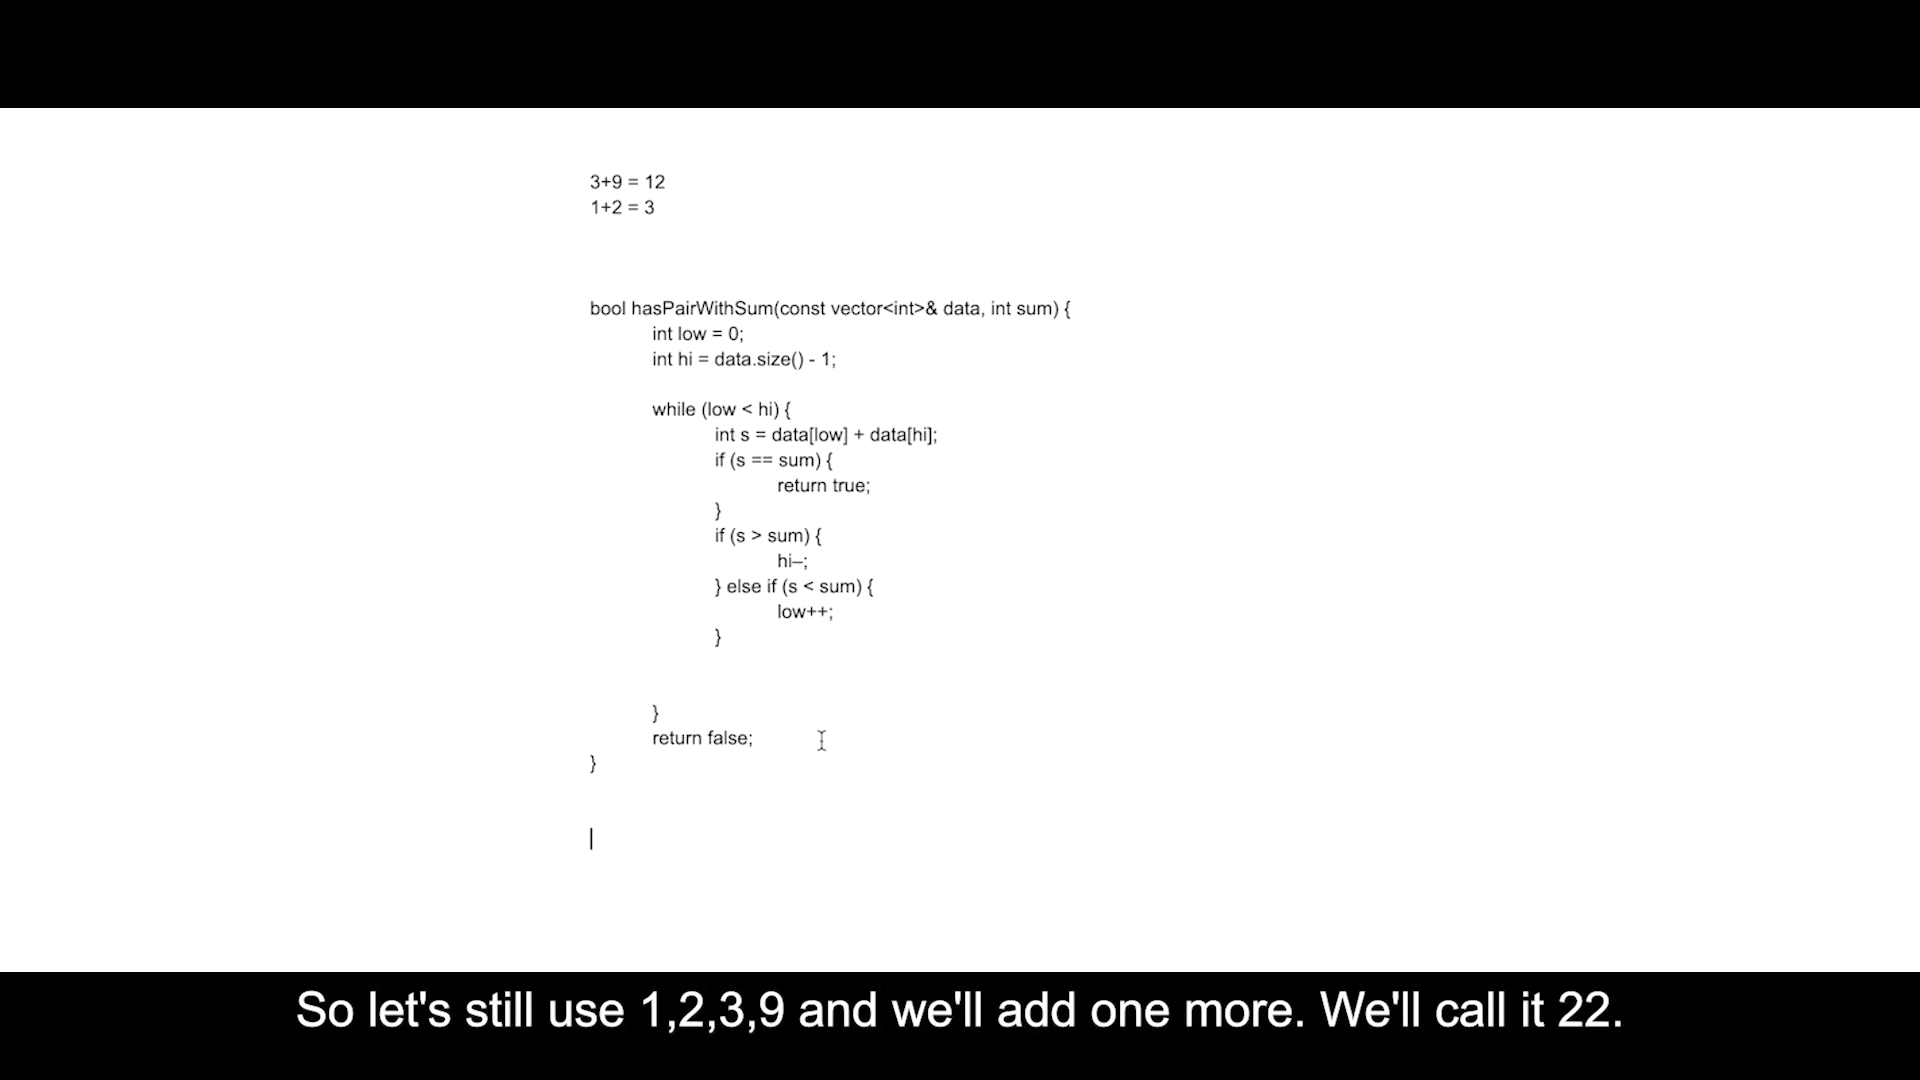 3+9 = 12
1+2 = 3
bool hasPairWithSum(const vector<int>& data, int sum) {
int low = 0;
int hi = data.size() - 1;
while (low < hi) {
int s = data[low] + data[hi];
if (s == sum) {
return true;
}
if (s > sum) {
hi–;
} else if (s < sum) {
low++;
}
}
return false;
}
So let's still use 1,2,3,9 and we'll add one more. We'll call it 22.